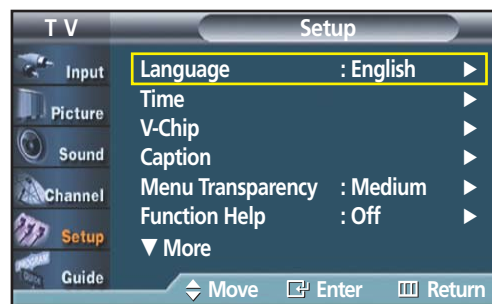 T V
Setup
Input
Picture
Sound
Channel
Setup
Guide
Language : English ▶
Time ▶
V-Chip ▶
Caption ▶
Menu Transparency : Medium ▶
Function Help : Off ▶
▼ More
Move Enter Return